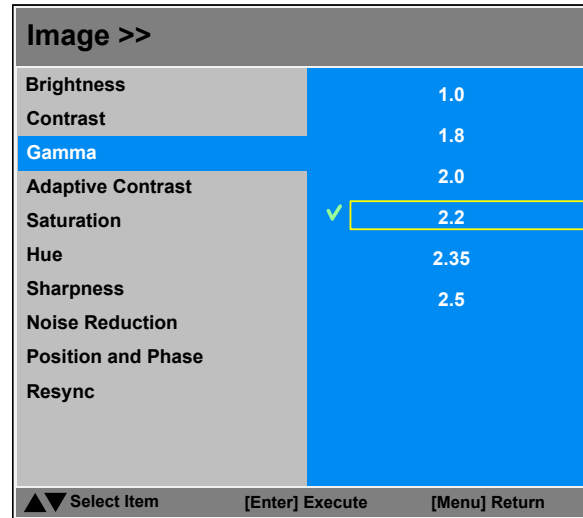 Image >>
Brightness
Contrast
Gamma
Adaptive Contrast
Saturation
Hue
Sharpness
Noise Reduction
Position and Phase
Resync
1.0
1.8
2.0
2.2
2.35
2.5
Select Item [Enter] Execute [Menu] Return